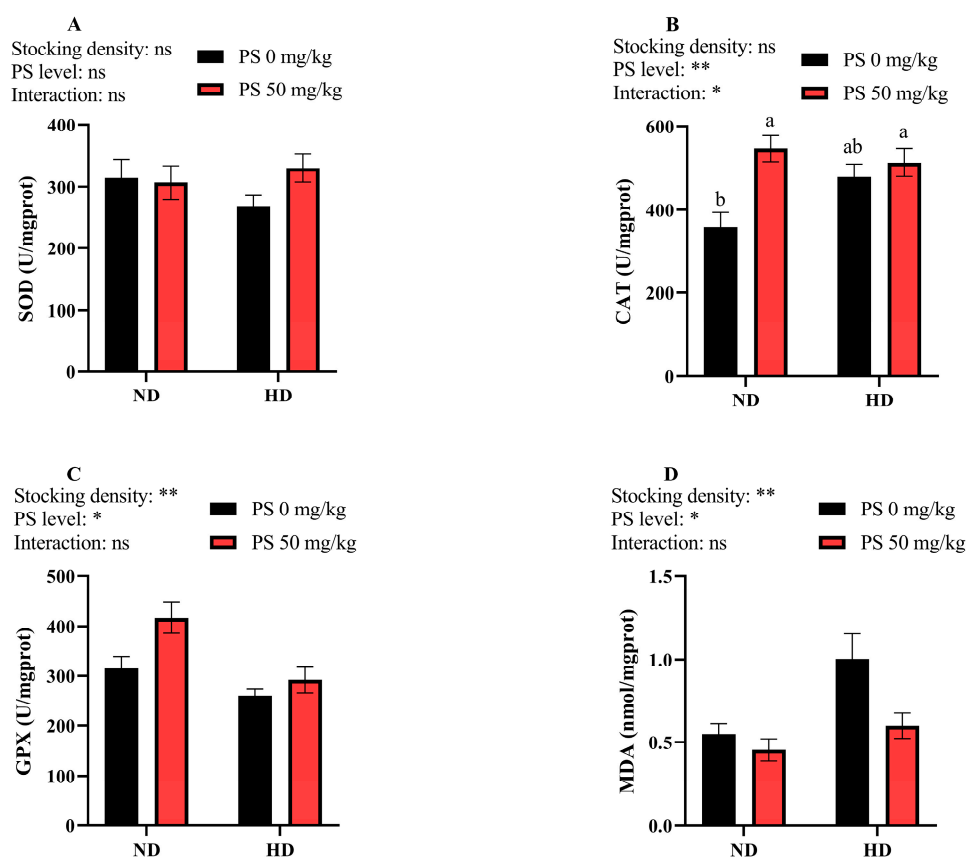 A
Stocking density: ns
PS level: ns
Interaction: ns
PS 0 mg/kg
PS 50 mg/kg
SOD (U/mgprot)
400
300
200
100
0
ND
HD
B
Stocking density: ns
PS level: **
Interaction: *
PS 0 mg/kg
PS 50 mg/kg
CAT (U/mgprot)
600
400
200
0
b
a
ab
a
ND
HD
C
Stocking density: **
PS level: *
Interaction: ns
PS 0 mg/kg
PS 50 mg/kg
GPX (U/mgprot)
500
400
300
200
100
0
ND
HD
D
Stocking density: **
PS level: *
Interaction: ns
PS 0 mg/kg
PS 50 mg/kg
MDA (nmol/mgprot)
1.5
1.0
0.5
0.0
ND
HD